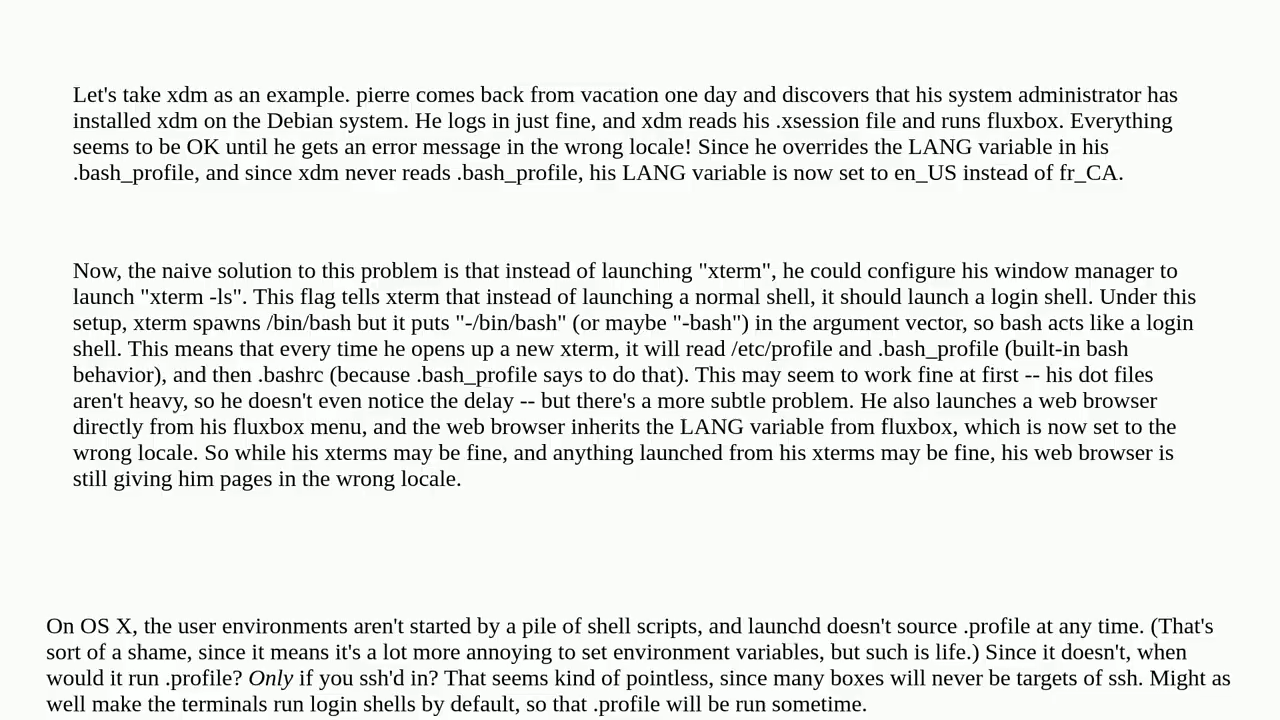 Let's take xdm as an example. pierre comes back from vacation one day and discovers that his system administrator has
installed xdm on the Debian system. He logs in just fine, and xdm reads his .xsession file and runs fluxbox. Everything
seems to be OK until he gets an error message in the wrong locale! Since he overrides the LANG variable in his
.bash_profile, and since xdm never reads .bash_profile, his LANG variable is now set to en_US instead of fr_CA.
Now, the naive solution to this problem is that instead of launching "xterm", he could configure his window manager to
launch "xterm -ls". This flag tells xterm that instead of launching a normal shell, it should launch a login shell. Under this
setup, xterm spawns /bin/bash but it puts "-/bin/bash" (or maybe "-bash") in the argument vector, so bash acts like a login
shell. This means that every time he opens up a new xterm, it will read /etc/profile and .bash_profile (built-in bash
behavior), and then .bashrc (because .bash_profile says to do that). This may seem to work fine at first -- his dot files
aren't heavy, so he doesn't even notice the delay -- but there's a more subtle problem. He also launches a web browser
directly from his fluxbox menu, and the web browser inherits the LANG variable from fluxbox, which is now set to the
wrong locale. So while his xterms may be fine, and anything launched from his xterms may be fine, his web browser is
still giving him pages in the wrong locale.
On OS X, the user environments aren't started by a pile of shell scripts, and launchd doesn't source .profile at any time. (That's
sort of a shame, since it means it's a lot more annoying to set environment variables, but such is life.) Since it doesn't, when
would it run .profile? Only if you ssh'd in? That seems kind of pointless, since many boxes will never be targets of ssh. Might as
well make the terminals run login shells by default, so that .profile will be run sometime.